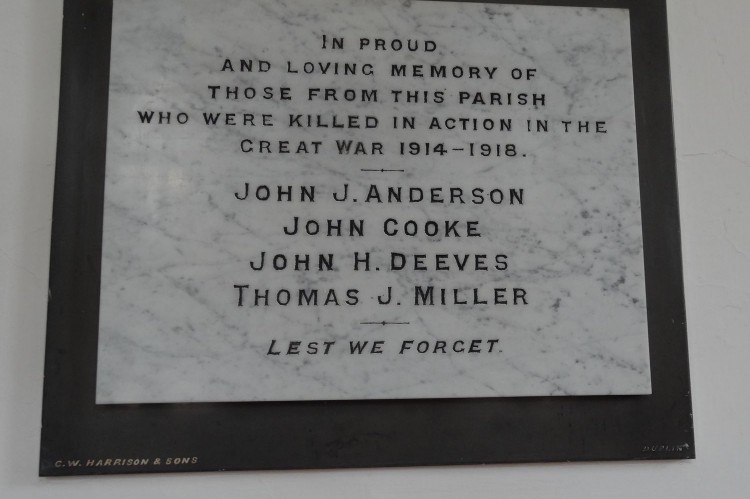 IN PROUD
AND LOVING MEMORY OF
THOSE FROM THIS PARISH
WHO WERE KILLED IN ACTION IN THE
GREAT WAR 1914-1918.
JOHN J. ANDERSON
JOHN COOKE
JOHN H. DEEVES
THOMAS J. MILLER
LEST WE FORGET.
C.W. HARRISON & SONS
DUBLIN